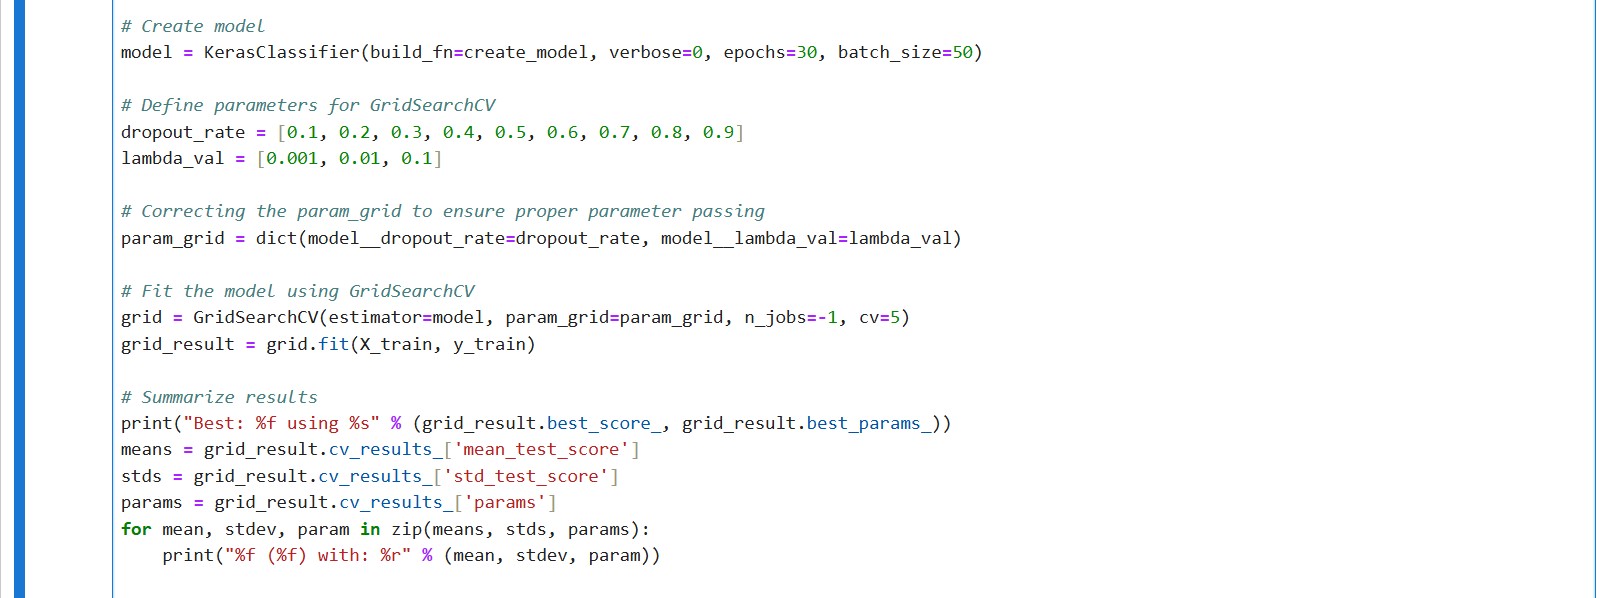 # Create model
model = KerasClassifier(build_fn=create_model, verbose=0, epochs=30, batch_size=50)
# Define parameters for GridSearchCV
dropout_rate = [0.1, 0.2, 0.3, 0.4, 0.5, 0.6, 0.7, 0.8, 0.9]
lambda_val = [0.001, 0.01, 0.1]
# Correcting the param_grid to ensure proper parameter passing
param_grid = dict(model__dropout_rate=dropout_rate, model__lambda_val=lambda_val)
# Fit the model using GridSearchCV
grid = GridSearchCV(estimator=model, param_grid=param_grid, n_jobs=-1, cv=5)
grid_result = grid.fit(X_train, y_train)
# Summarize results
print("Best: %f using %s" % (grid_result.best_score_, grid_result.best_params_))
means = grid_result.cv_results_['mean_test_score']
stds = grid_result.cv_results_['std_test_score']
params = grid_result.cv_results_['params']
for mean, stdev, param in zip(means, stds, params):
    print("%f (%f) with: %r" % (mean, stdev, param))